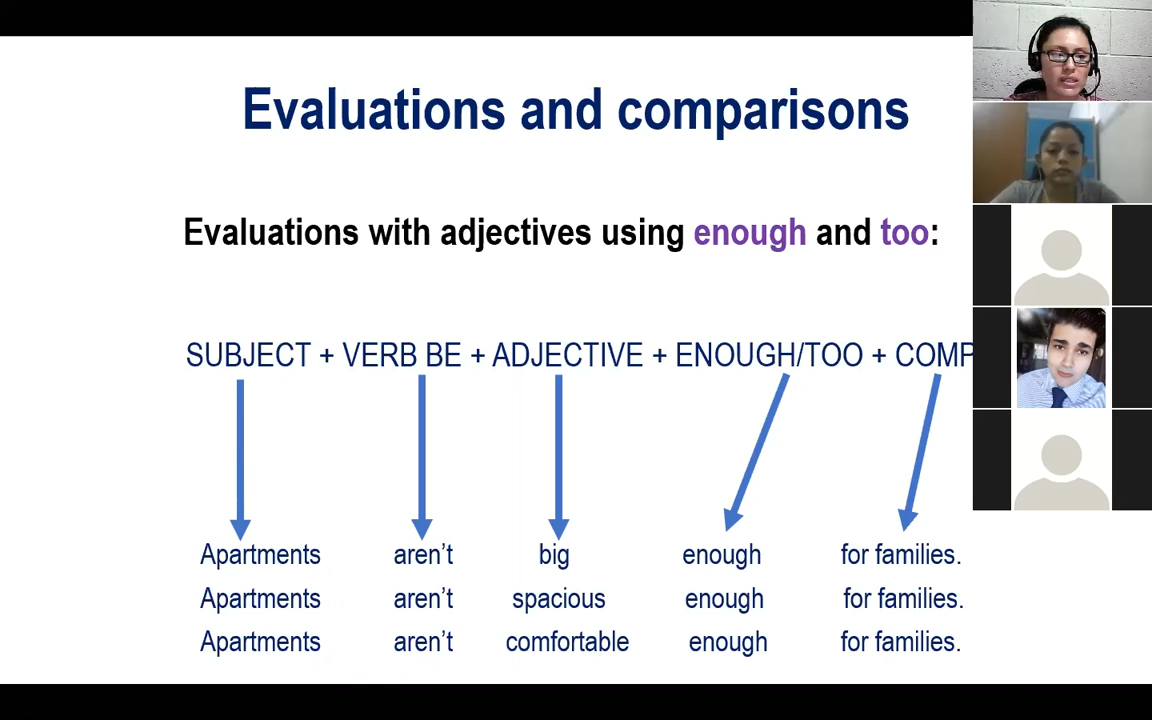 Evaluations and comparisons
Evaluations with adjectives using enough and too:
SUBJECT + VERB BE + ADJECTIVE + ENOUGH/TOO + COMP
Apartments aren't big enough for families.
Apartments aren't spacious enough for families.
Apartments aren't comfortable enough for families.